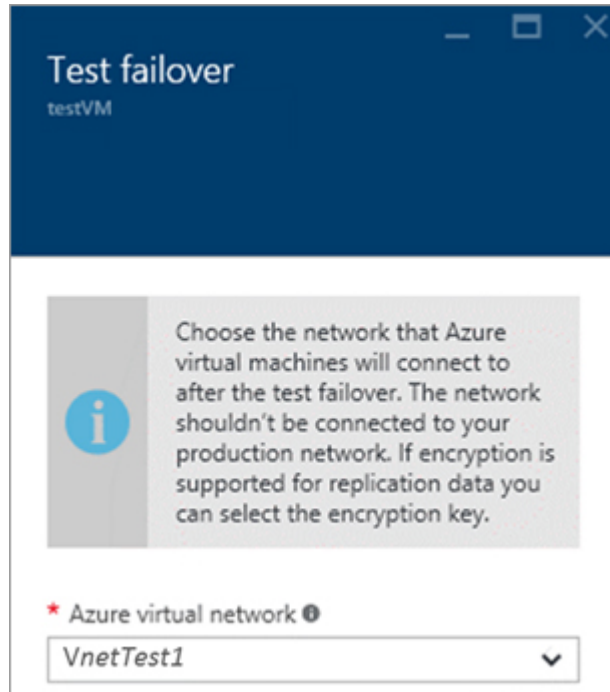 Test failover
testVM
Choose the network that Azure
virtual machines will connect to
after the test failover. The network
shouldn't be connected to your
production network. If encryption is
supported for replication data you
can select the encryption key.
* Azure virtual network
VnetTest1